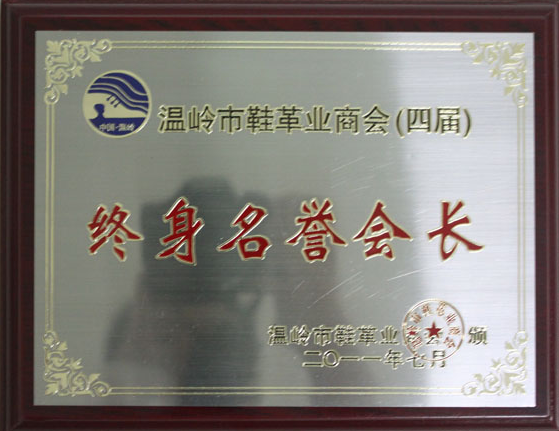 中国·温岭
温岭市鞋革业商会(四届)
终身名誉会长
温岭市鞋革业商会 颁
二〇一一年七月